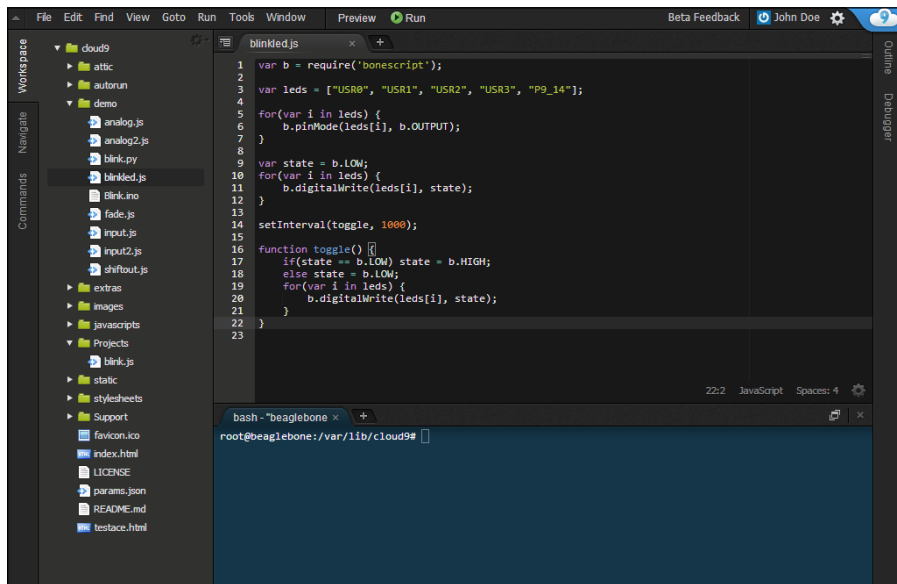 File Edit Find View Goto Run Tools Window Preview Run Beta Feedback John Doe 9
Workspace
Navigate
Commands
cloud9
attic
autorun
demo
analog.js
analog2.js
blink.py
blinkled.js
Blink.ino
fade.js
input.js
input2.js
shiftout.js
extras
images
javascripts
Projects
blink.js
static
stylesheets
Support
favicon.ico
index.html
LICENSE
params.json
README.md
testace.html
blinkled.js × +
1 var b = require('bonescript');
2
3 var leds = ["USR0", "USR1", "USR2", "USR3", "P9_14"];
4
5 for(var i in leds) {
6     b.pinMode(leds[i], b.OUTPUT);
7 }
8
9 var state = b.LOW;
10 for(var i in leds) {
11     b.digitalWrite(leds[i], state);
12 }
13
14 setInterval(toggle, 1000);
15
16 function toggle() {
17     if(state == b.LOW) state = b.HIGH;
18     else state = b.LOW;
19     for(var i in leds) {
20         b.digitalWrite(leds[i], state);
21     }
22 }
23
22:2 JavaScript Spaces: 4
bash - "beaglebone × +
root@beaglebone:/var/lib/cloud9#
Outline
Debugger